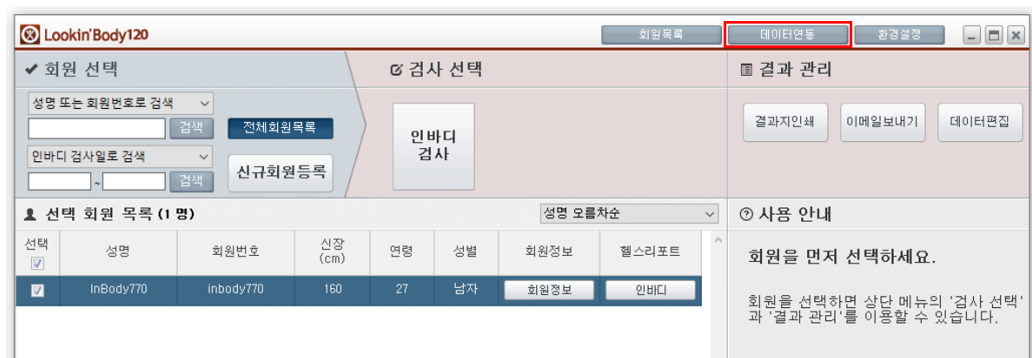 Lookin'Body120
회원목록
데이터연동
환경설정
회원 선택
검사 선택
결과 관리
성명 또는 회원번호로 검색
검색
전체회원목록
인바디 검사일로 검색
~
검색
신규회원등록
인바디
검사
결과지인쇄
이메일보내기
데이터편집
선택 회원 목록 (1 명)
성명 오름차순
사용 안내
선택
성명
회원번호
신장
(cm)
연령
성별
회원정보
헬스리포트
InBody770
inbody770
160
27
남자
회원정보
인바디
회원을 먼저 선택하세요.
회원을 선택하면 상단 메뉴의 '검사 선택'
과 '결과 관리'를 이용할 수 있습니다.